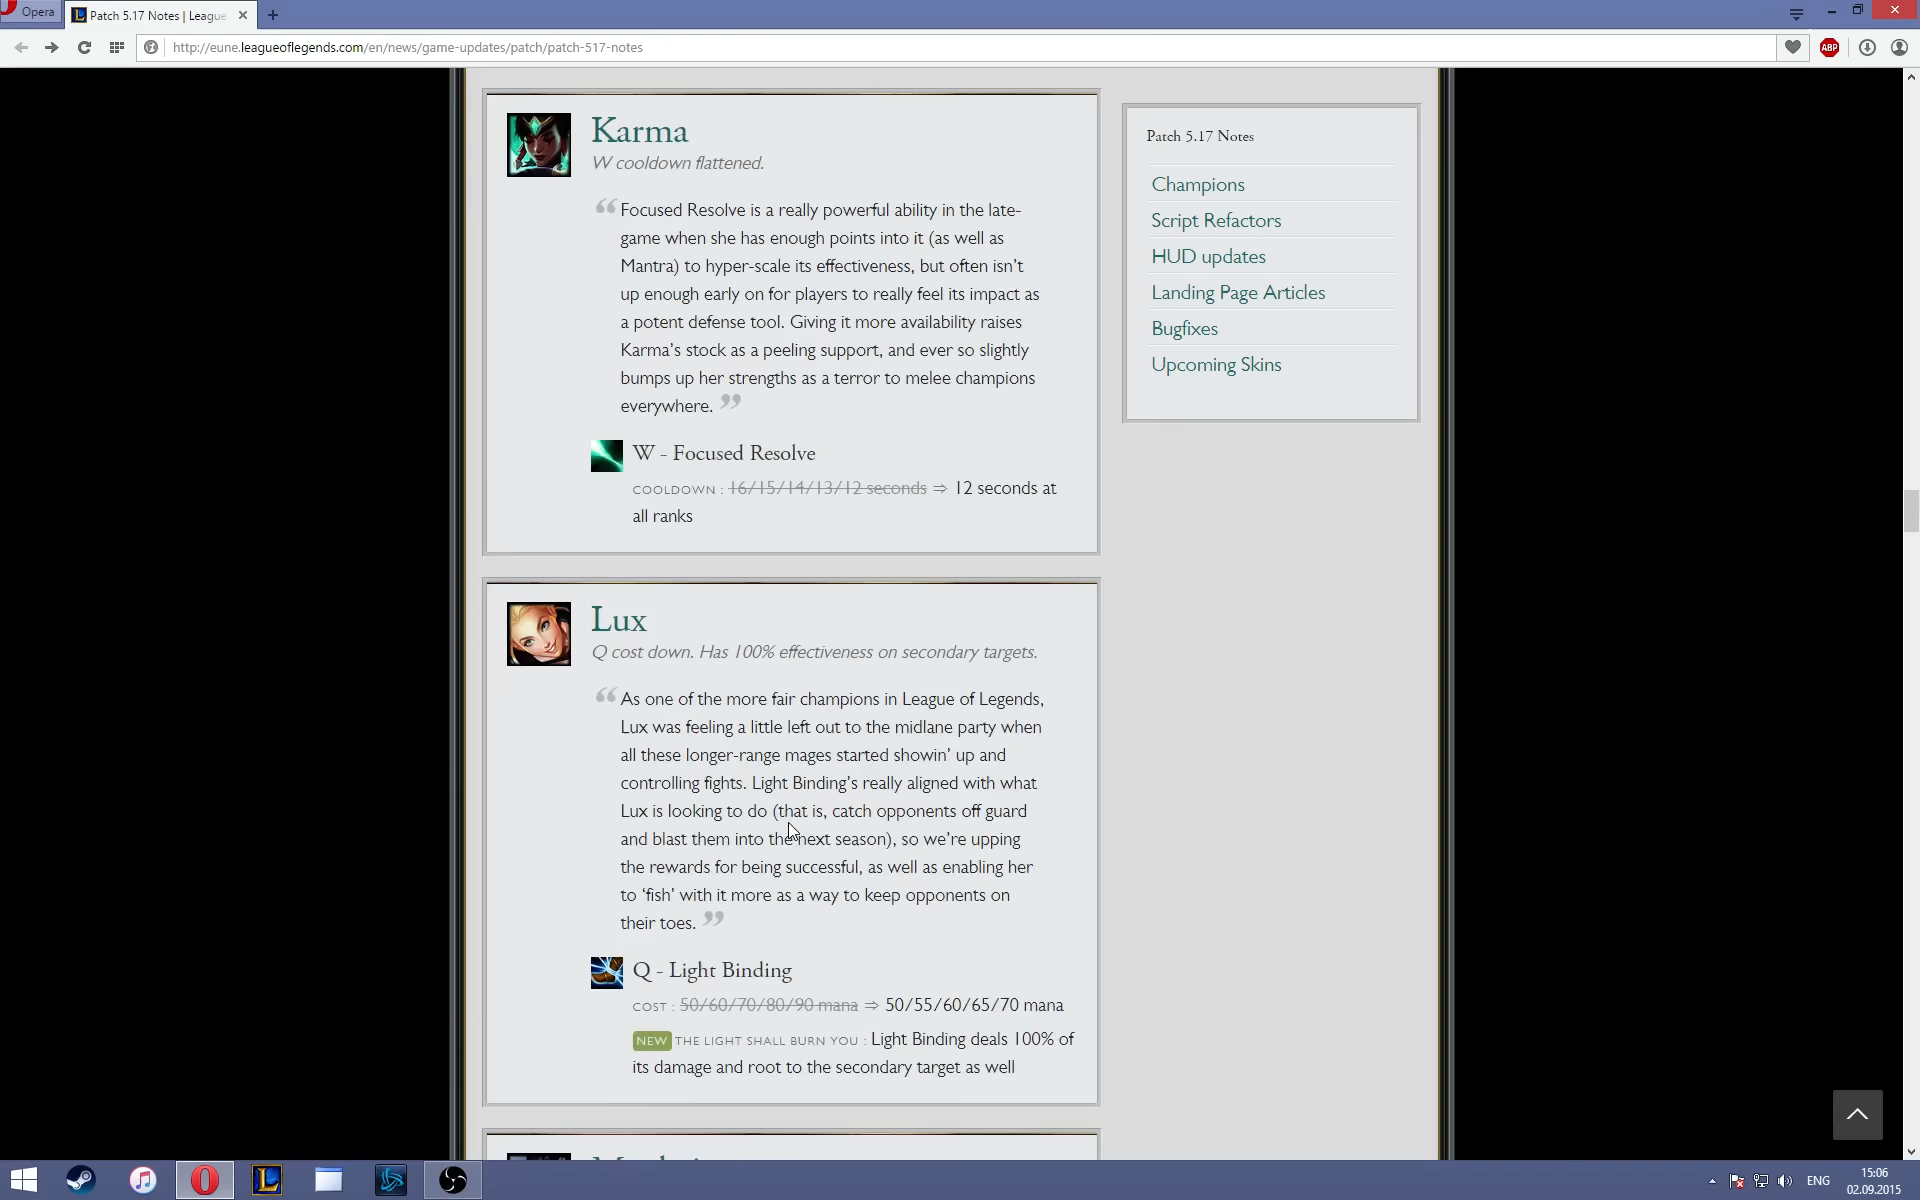 Opera
Patch 5.17 Notes | League
http://eune.leagueoflegends.com/en/news/game-updates/patch/patch-517-notes
ABP
Karma
W cooldown flattened.
“ Focused Resolve is a really powerful ability in the late-
game when she has enough points into it (as well as
Mantra) to hyper-scale its effectiveness, but often isn’t
up enough early on for players to really feel its impact as
a potent defense tool. Giving it more availability raises
Karma’s stock as a peeling support, and ever so slightly
bumps up her strengths as a terror to melee champions
everywhere. ”
W - Focused Resolve
COOLDOWN : 16/15/14/13/12 seconds ⇒ 12 seconds at
all ranks
Lux
Q cost down. Has 100% effectiveness on secondary targets.
“ As one of the more fair champions in League of Legends,
Lux was feeling a little left out to the midlane party when
all these longer-range mages started showin’ up and
controlling fights. Light Binding’s really aligned with what
Lux is looking to do (that is, catch opponents off guard
and blast them into the next season), so we’re upping
the rewards for being successful, as well as enabling her
to ‘fish’ with it more as a way to keep opponents on
their toes. ”
Q - Light Binding
COST : 50/60/70/80/90 mana ⇒ 50/55/60/65/70 mana
NEW THE LIGHT SHALL BURN YOU : Light Binding deals 100% of
its damage and root to the secondary target as well
Patch 5.17 Notes
Champions
Script Refactors
HUD updates
Landing Page Articles
Bugfixes
Upcoming Skins
ENG
15:06
02.09.2015